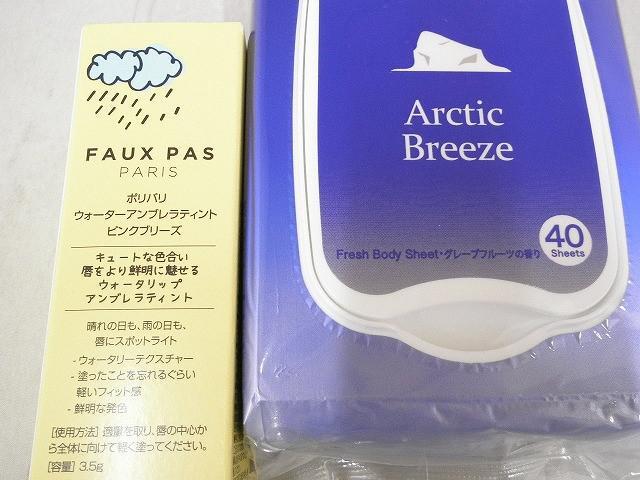 FAUX PAS
PARIS
ポリパリ
ウォーターアンブレラティント
ピンクブリーズ
キュートな色合い
唇をより鮮明に魅せる
ウォータリップ
アンブレラティント
晴れの日も、雨の日も、
唇にスポットライト
- ウォータリーテクスチャー
- 塗ったことを忘れるぐらい
軽いフィット感
- 鮮明な発色
[使用方法] 適量を取り、唇の中心か
ら全体に向けて軽く塗ってください。
[容量] 3.5g
Arctic
Breeze
Fresh Body Sheet・グレープフルーツの香り
40
Sheets